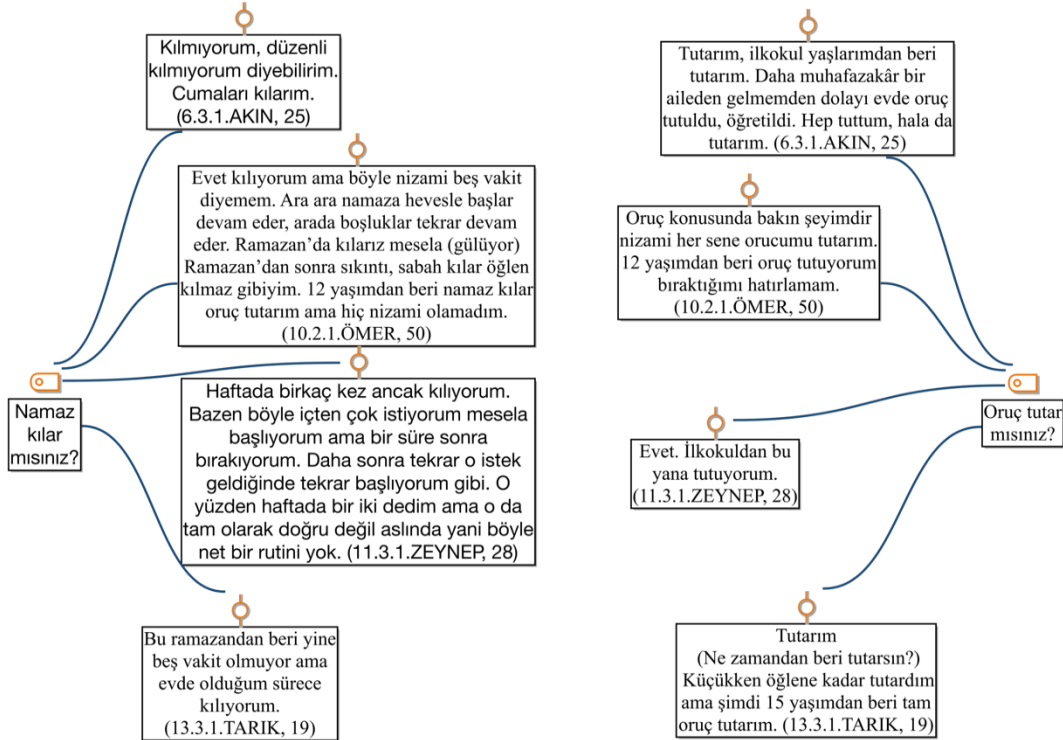 Kılmıyorum, düzenli
kılmıyorum diyebilirim.
Cumaları kılarım.
(6.3.1.AKIN, 25)
Evet kılıyorum ama böyle nizami beş vakit
diyemem. Ara ara namaza hevesle başlar
devam eder, arada boşluklar tekrar devam
eder. Ramazan’da kılarız mesela (gülüyor)
Ramazan’dan sonra sıkıntı, sabah kılar öğlen
kılmaz gibiyim. 12 yaşımdan beri namaz kılar
oruç tutarım ama hiç nizami olamadım.
(10.2.1.ÖMER, 50)
Namaz
kılar
mısınız?
Haftada birkaç kez ancak kılıyorum.
Bazen böyle içten çok istiyorum mesela
başlıyorum ama bir süre sonra
bırakıyorum. Daha sonra tekrar o istek
geldiğinde tekrar başlıyorum gibi. O
yüzden haftada bir iki dedim ama o da
tam olarak doğru değil aslında yani böyle
net bir rutini yok. (11.3.1.ZEYNEP, 28)
Bu ramazandan beri yine
beş vakit olmuyor ama
evde olduğum sürece
kılıyorum.
(13.3.1.TARIK, 19)
Tutarım, ilkokul yaşlarımdan beri
tutarım. Daha muhafazakâr bir
aileden gelmemden dolayı evde oruç
tutuldu, öğretildi. Hep tuttum, hala da
tutarım. (6.3.1.AKIN, 25)
Oruç konusunda bakın şeyimdir
nizami her sene orucumu tutarım.
12 yaşımdan beri oruç tutuyorum
bıraktığımı hatırlamam.
(10.2.1.ÖMER, 50)
Oruç tutar
mısınız?
Evet. İlkokuldan bu
yana tutuyorum.
(11.3.1.ZEYNEP, 28)
Tutarım
(Ne zamandan beri tutarsın?)
Küçükken öğlene kadar tutardım
ama şimdi 15 yaşımdan beri tam
oruç tutarım. (13.3.1.TARIK, 19)